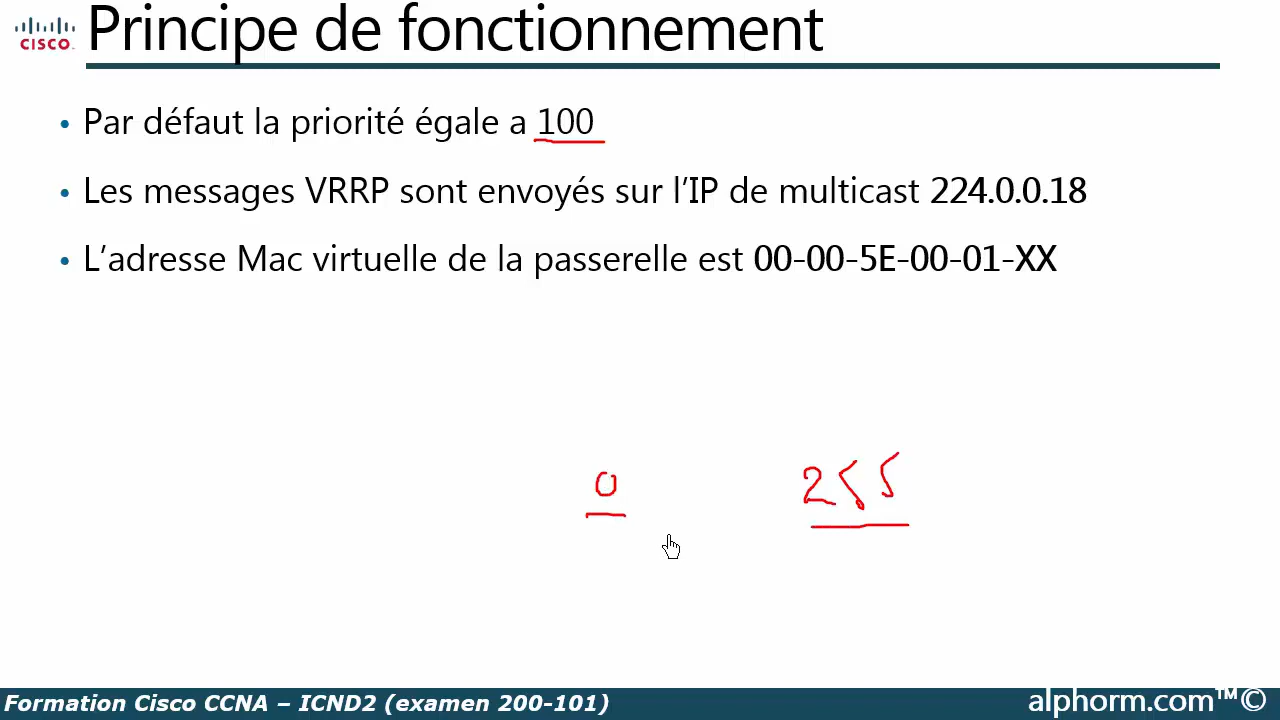 CISCO
Principe de fonctionnement
• Par défaut la priorité égale a 100
• Les messages VRRP sont envoyés sur l’IP de multicast 224.0.0.18
• L’adresse Mac virtuelle de la passerelle est 00-00-5E-00-01-XX
0 255
Formation Cisco CCNA – ICND2 (examen 200-101)
alphorm.com™©